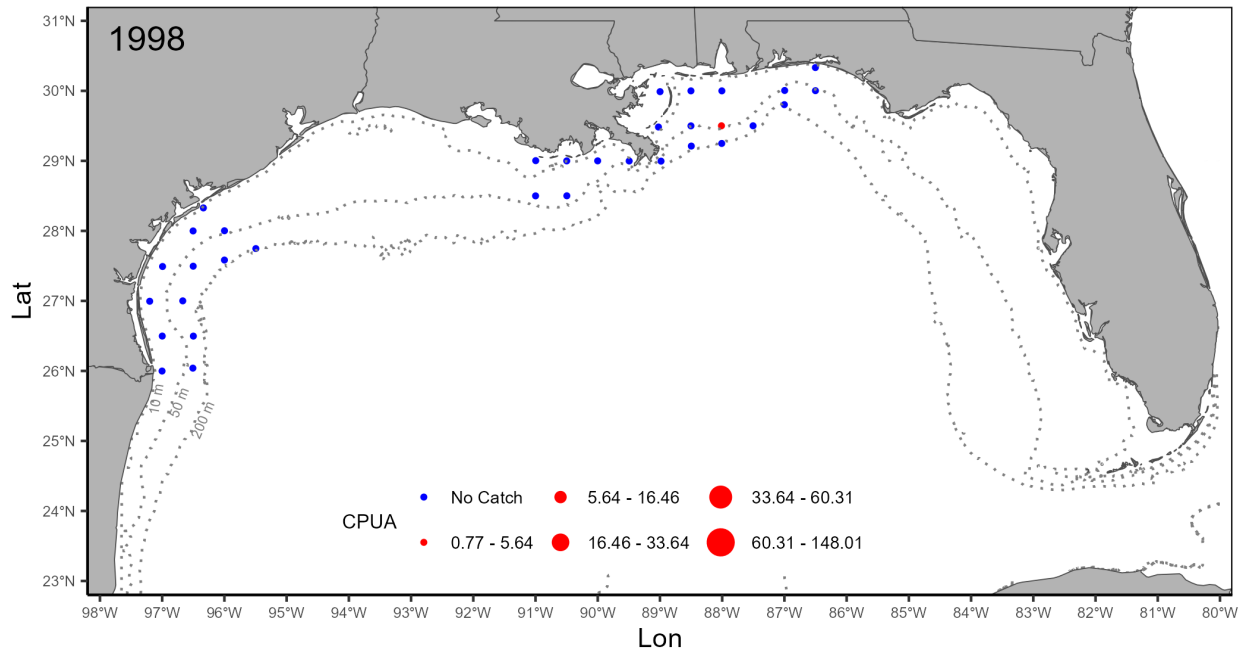 1998
31°N
30°N
29°N
28°N
27°N
26°N
25°N
24°N
23°N
Lat
10 m
50 m
200 m
CPUA
No Catch
5.64 - 16.46
33.64 - 60.31
0.77 - 5.64
16.46 - 33.64
60.31 - 148.01
98°W 97°W 96°W 95°W 94°W 93°W 92°W 91°W 90°W 89°W 88°W 87°W 86°W 85°W 84°W 83°W 82°W 81°W 80°W
Lon